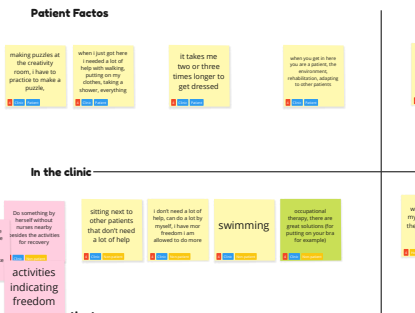 Patient Factos
making puzzles at
the creativity
room, i have to
practice to make a
puzzle,
when i just got here
i needed a lot of
help with walking,
putting on my
clothes, taking a
shower, everything
it takes me
two or three
times longer to
get dressed
when you get in here
you are a patient, the
environment,
rehabilitation, adapting
to other patients
In the clinic
Do something by
herself without
nurses nearby
besides the activities
for recovery
activities
indicating
freedom
sitting next to
other patients
that don't need
a lot of help
I don't need a lot of
help, can do a lot by
myself, i have mor
freedom i am
allowed to do more
swimming
occupational
therapy, there are
great solutions (for
putting on your bra
for example)